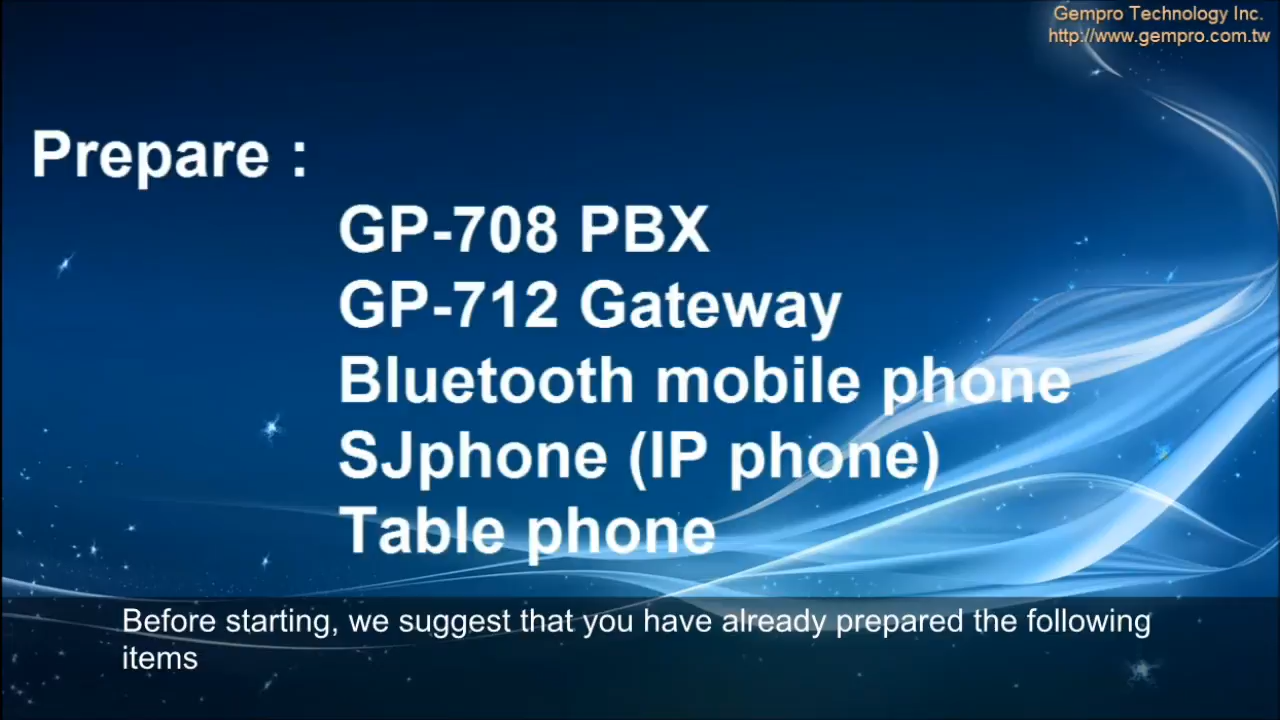 Gempro Technology Inc.
http://www.gempro.com.tw
Prepare :
GP-708 PBX
GP-712 Gateway
Bluetooth mobile phone
SJphone (IP phone)
Table phone
Before starting, we suggest that you have already prepared the following
items